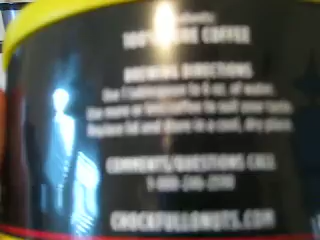 100% PURE COFFEE
BREWING DIRECTIONS
Use 1 tablespoon to 6 oz. of water.
Use more or less coffee to suit your taste
Replace lid and store in a cool, dry place.
COMMENTS/QUESTIONS CALL
CHOCKFULLONUTS.COM